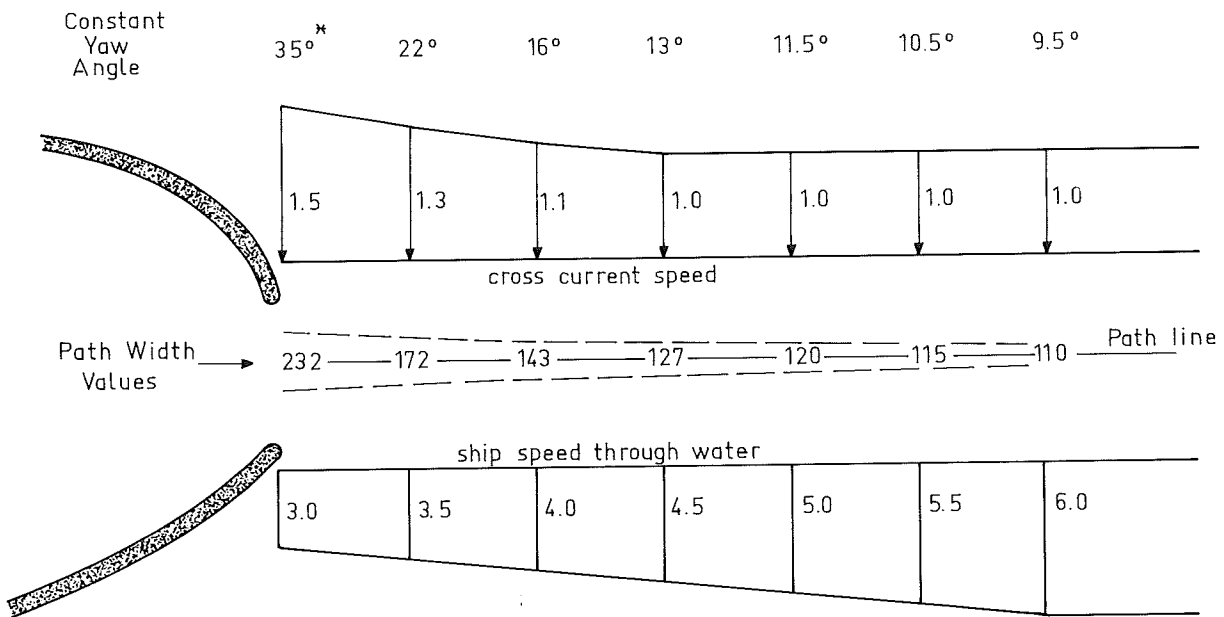 Constant
Yaw
Angle
35°* 22° 16° 13° 11.5° 10.5° 9.5°
1.5 1.3 1.1 1.0 1.0 1.0 1.0
cross current speed
Path Width
Values
232 172 143 127 120 115 110
Path line
ship speed through water
3.0 3.5 4.0 4.5 5.0 5.5 6.0